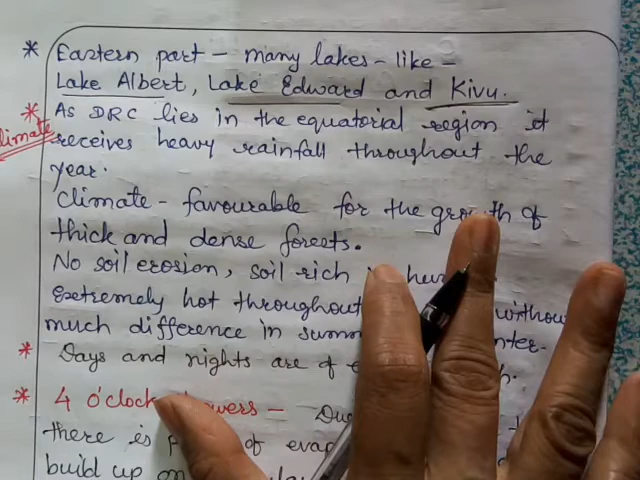 * Eastern part - many lakes - like -
Lake Albert, Lake Edward and Kivu.
* As DRC lies in the equatorial region it
receives heavy rainfall throughout the
year.
Climate - favourable for the growth of
thick and dense forests.
No soil erosion, soil rich
Extremely hot throughout
much difference in
* Days and nights are of
* 4 o'clock
there is of
build up on